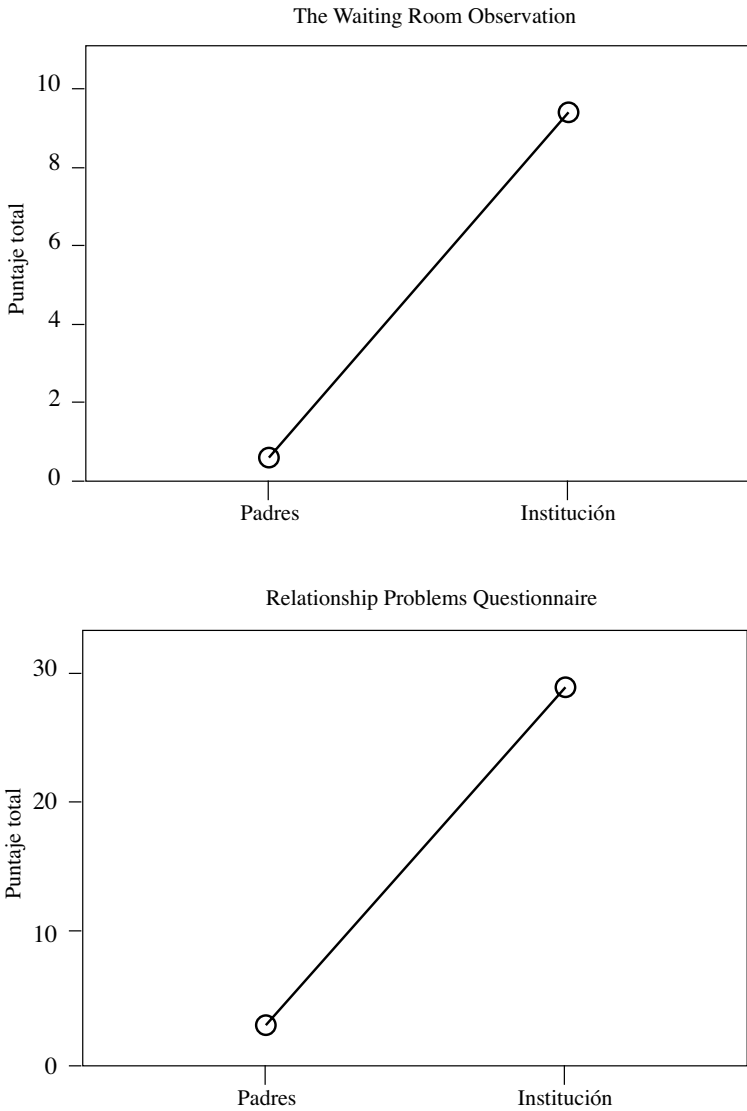 The Waiting Room Observation
10
8
6
4
2
0
Puntaje total
Padres
Institución
Relationship Problems Questionnaire
30
20
10
0
Puntaje total
Padres
Institución